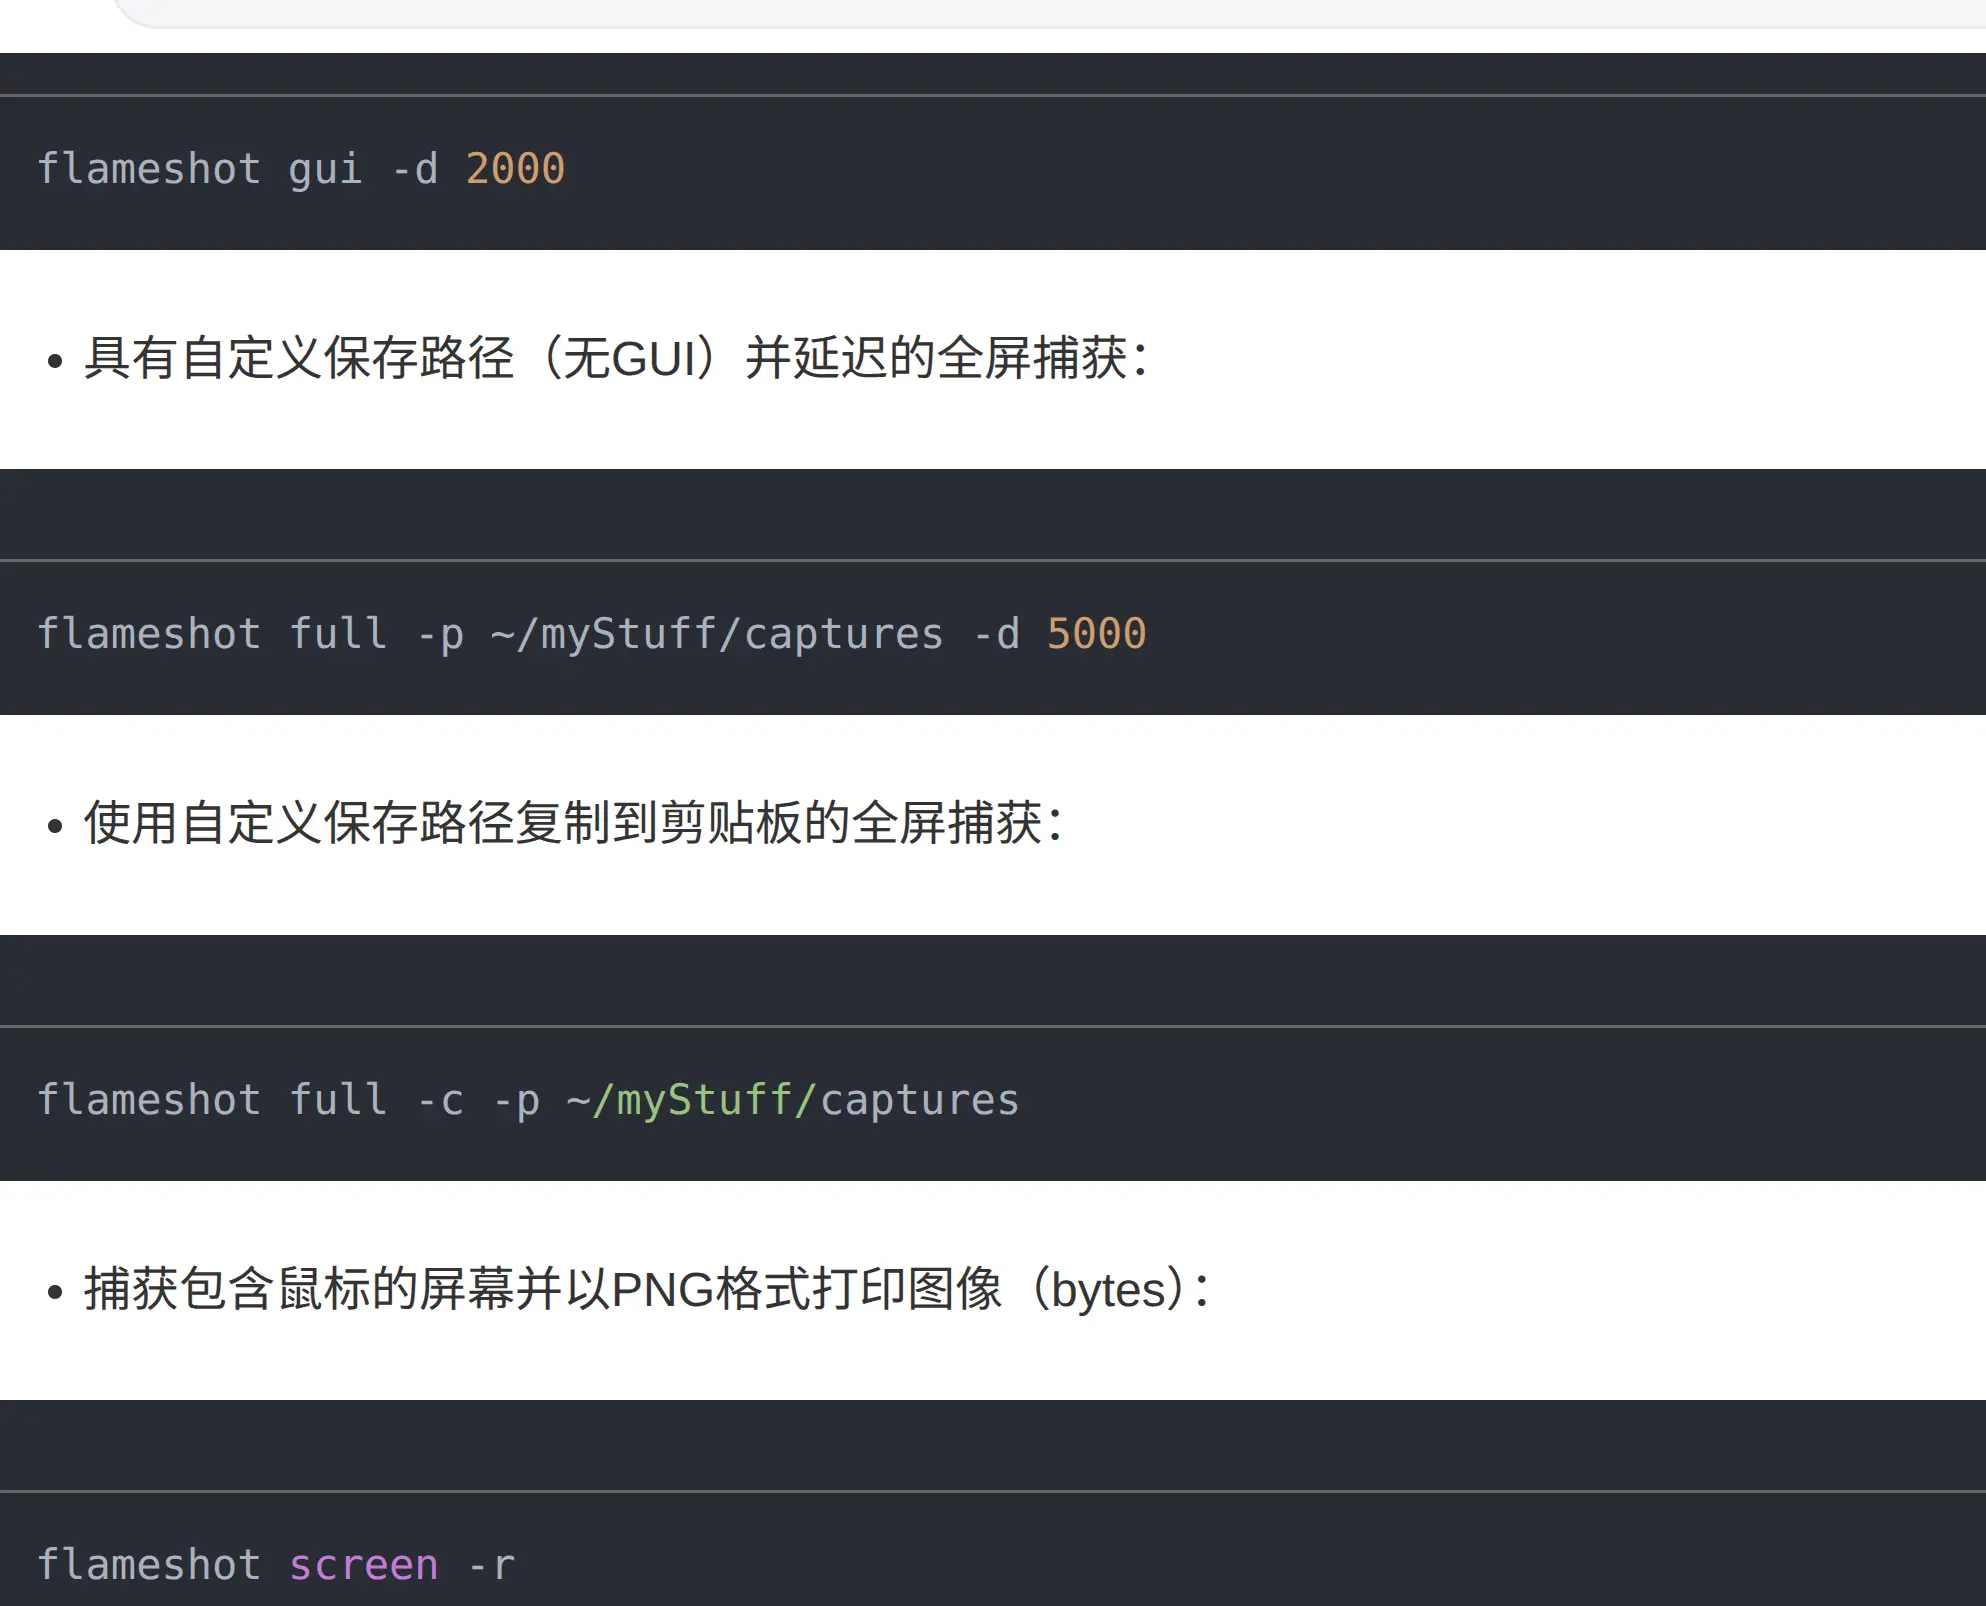 flameshot gui -d 2000
• 具有自定义保存路径（无GUI）并延迟的全屏捕获：
flameshot full -p ~/myStuff/captures -d 5000
• 使用自定义保存路径复制到剪贴板的全屏捕获：
flameshot full -c -p ~/myStuff/captures
• 捕获包含鼠标的屏幕并以PNG格式打印图像（bytes）：
flameshot screen -r